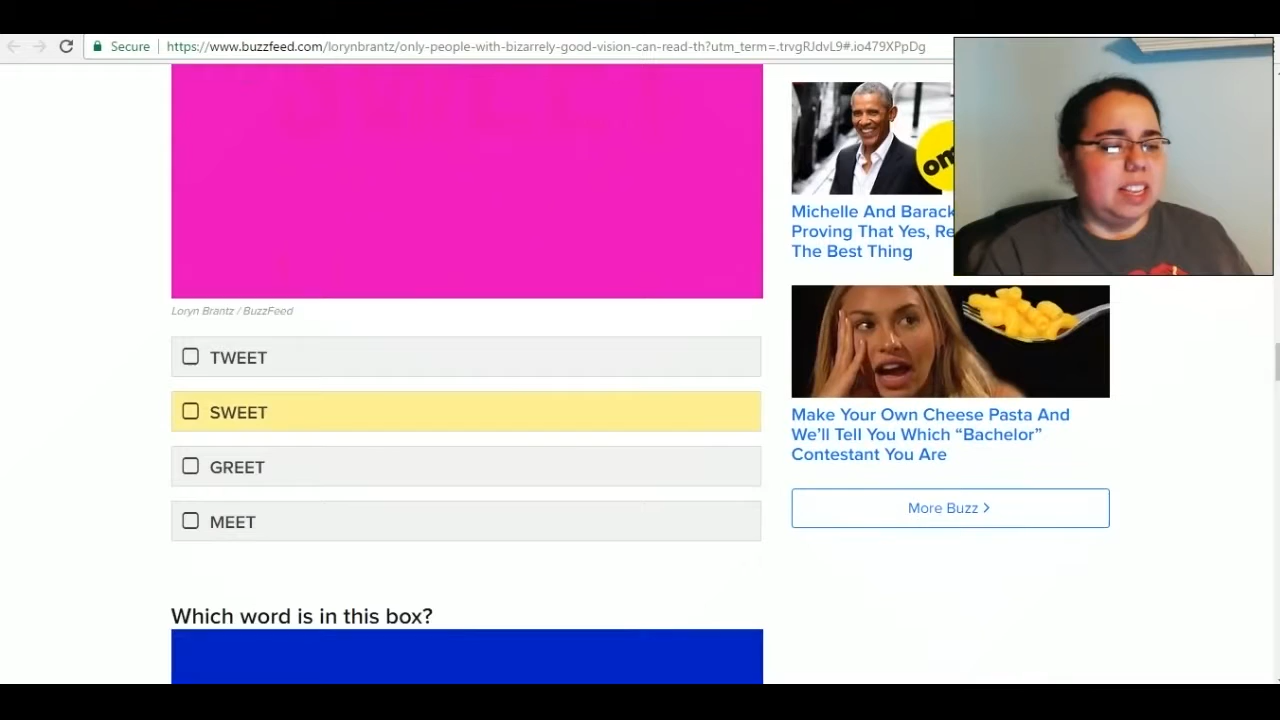 Secure
https://www.buzzfeed.com/lorynbrantz/only-people-with-bizarrely-good-vision-can-read-th?utm_term=.trvgRJdvL9#.io479XPpDg
Loryn Brantz / BuzzFeed
TWEET
SWEET
GREET
MEET
Which word is in this box?
Michelle And Barack
Proving That Yes, Re
The Best Thing
Make Your Own Cheese Pasta And
We'll Tell You Which “Bachelor”
Contestant You Are
More Buzz >